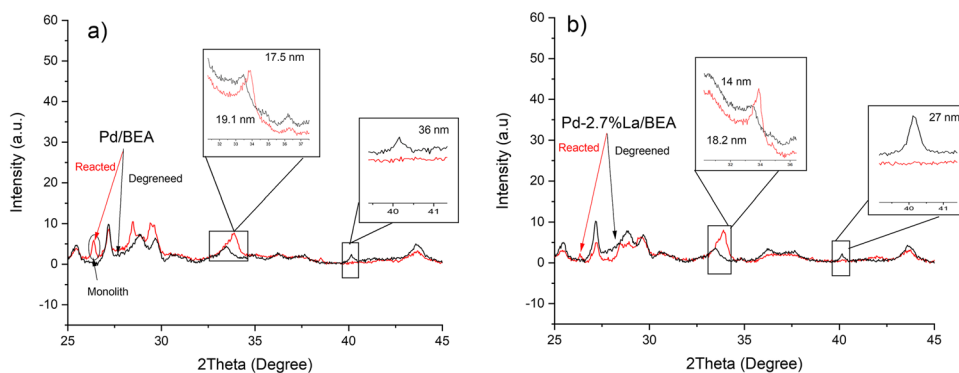 a)
Intensity (a.u.)
60
50
40
30
20
10
0
-10
25
30
35
40
45
2Theta (Degree)
Pd/BEA
Reacted
Degreneed
Monolith
17.5 nm
19.1 nm
32
33
34
35
36
37
36 nm
40
41
b)
Intensity (a.u)
60
50
40
30
20
10
0
-10
25
30
35
40
45
2Theta (Degree)
Pd-2.7%La/BEA
Reacted
Degreened
14 nm
18.2 nm
32
34
36
27 nm
40
41